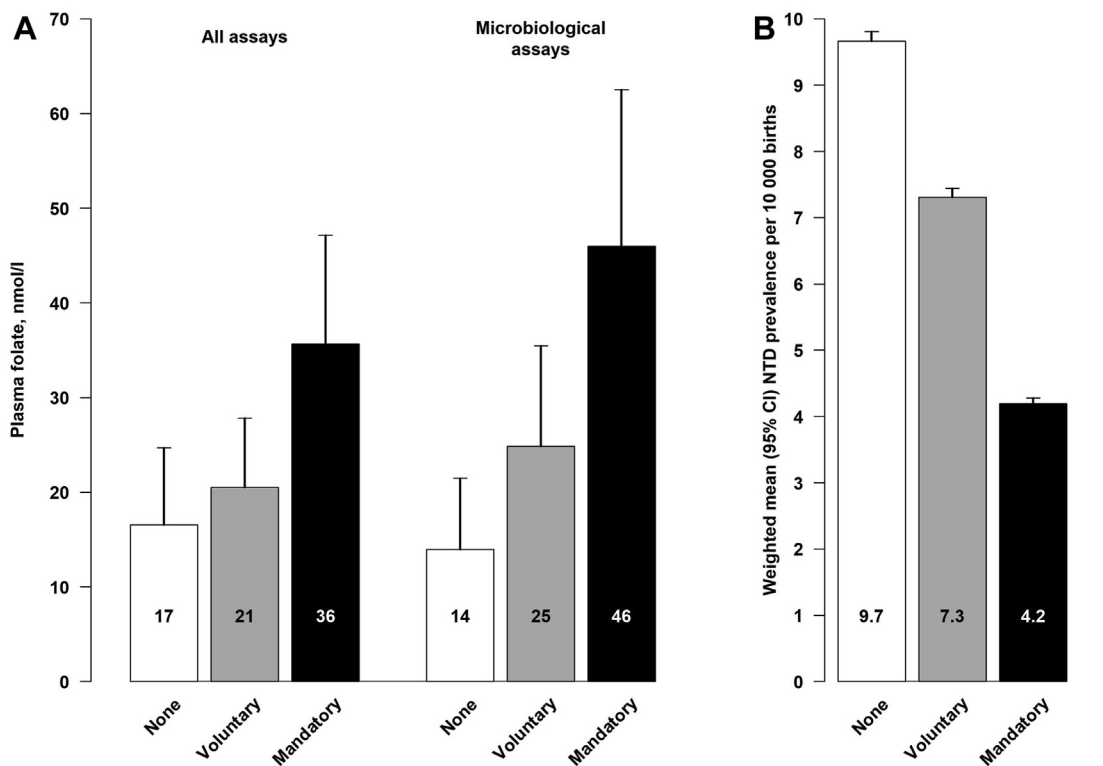 A
All assays
Microbiological
assays
Plasma folate, nmol/l
70
60
50
40
30
20
10
0
17
21
36
14
25
46
None
Voluntary
Mandatory
None
Voluntary
Mandatory
B
Weighted mean (95% CI) NTD prevalence per 10 000 births
10
9
8
7
6
5
4
3
2
1
0
9.7
7.3
4.2
None
Voluntary
Mandatory